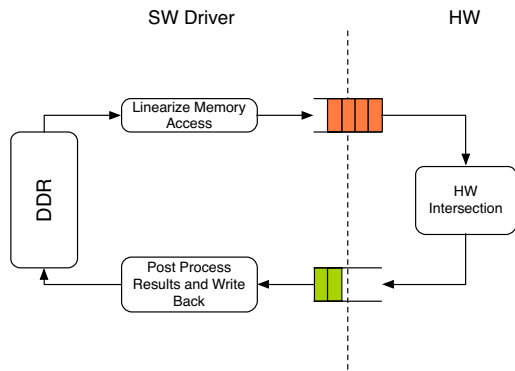 SW Driver
HW
Linearize Memory
Access
DDR
HW
Intersection
Post Process
Results and Write
Back